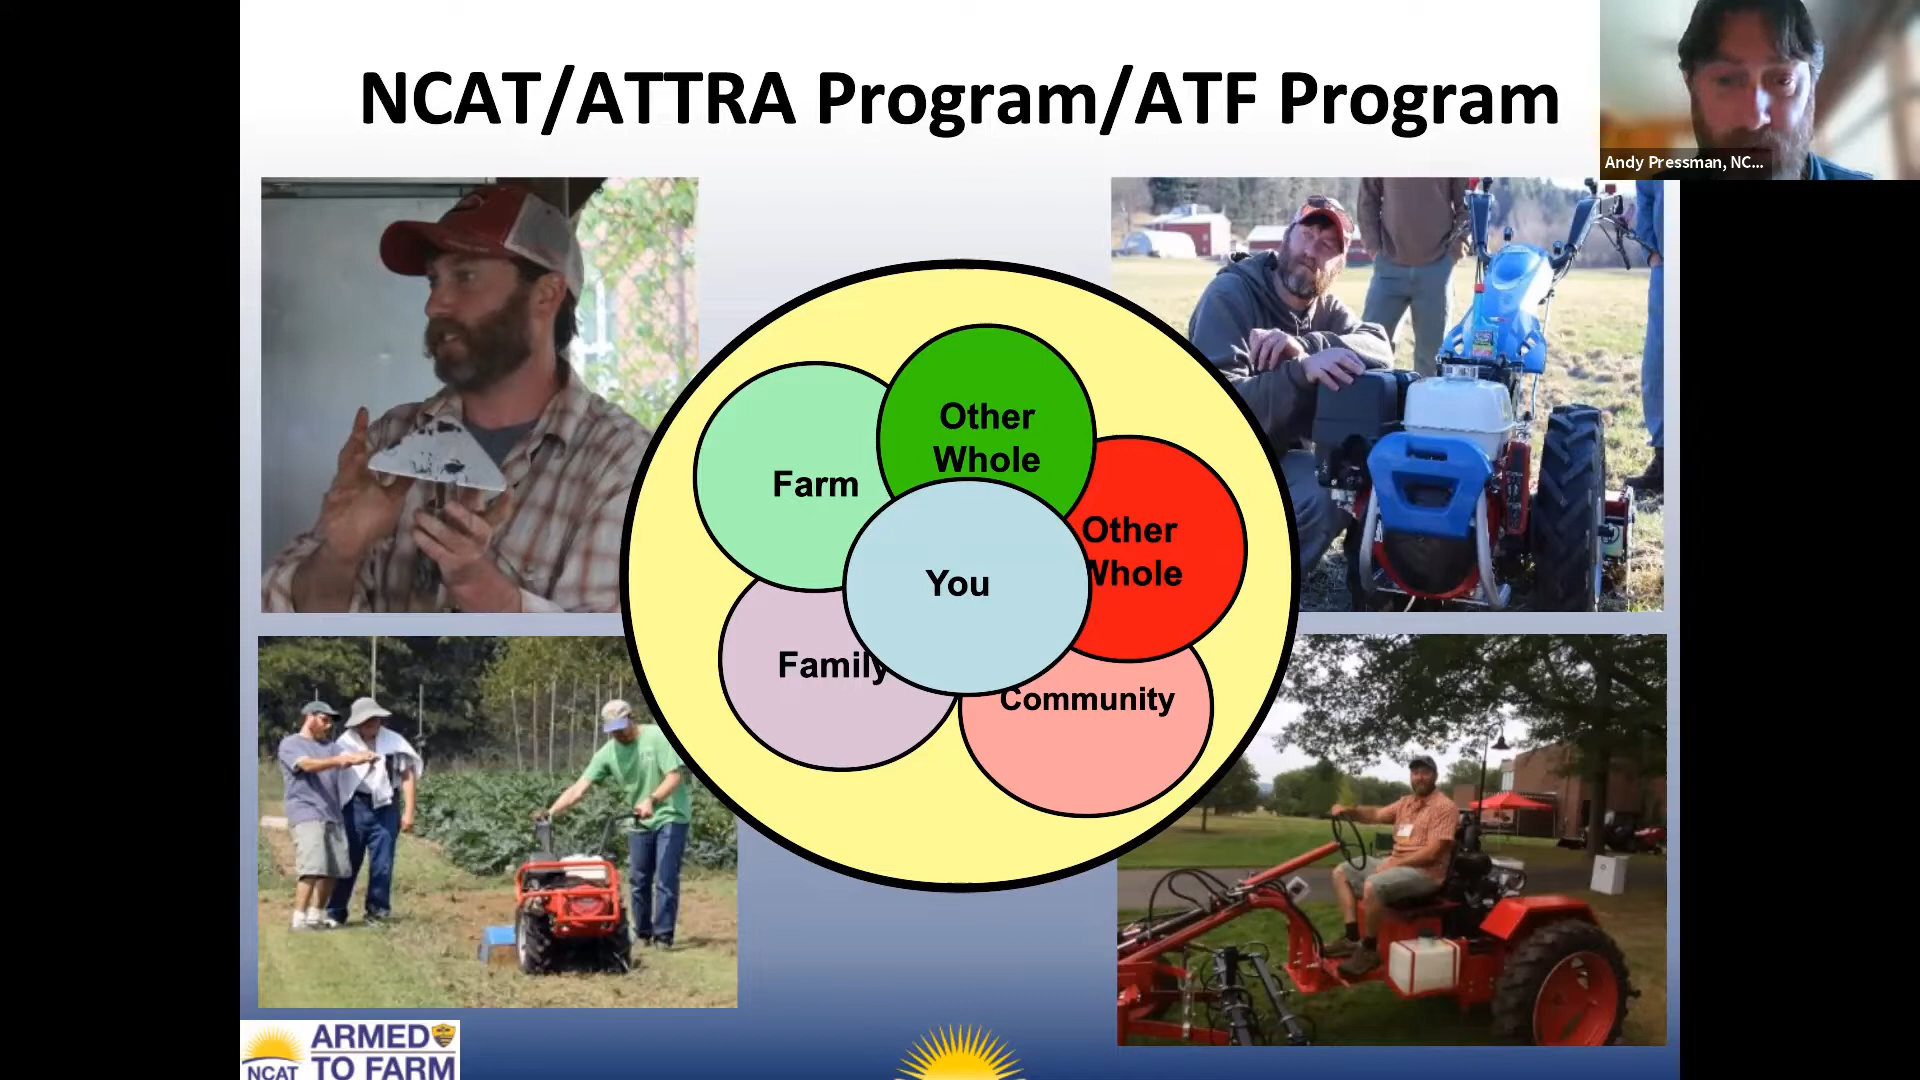 NCAT/ATTRA Program/ATF Program
Andy Pressman, NC...
Other
Whole
Farm
Other
Whole
You
Family
Community
ARMED
TO FARM
NCAT